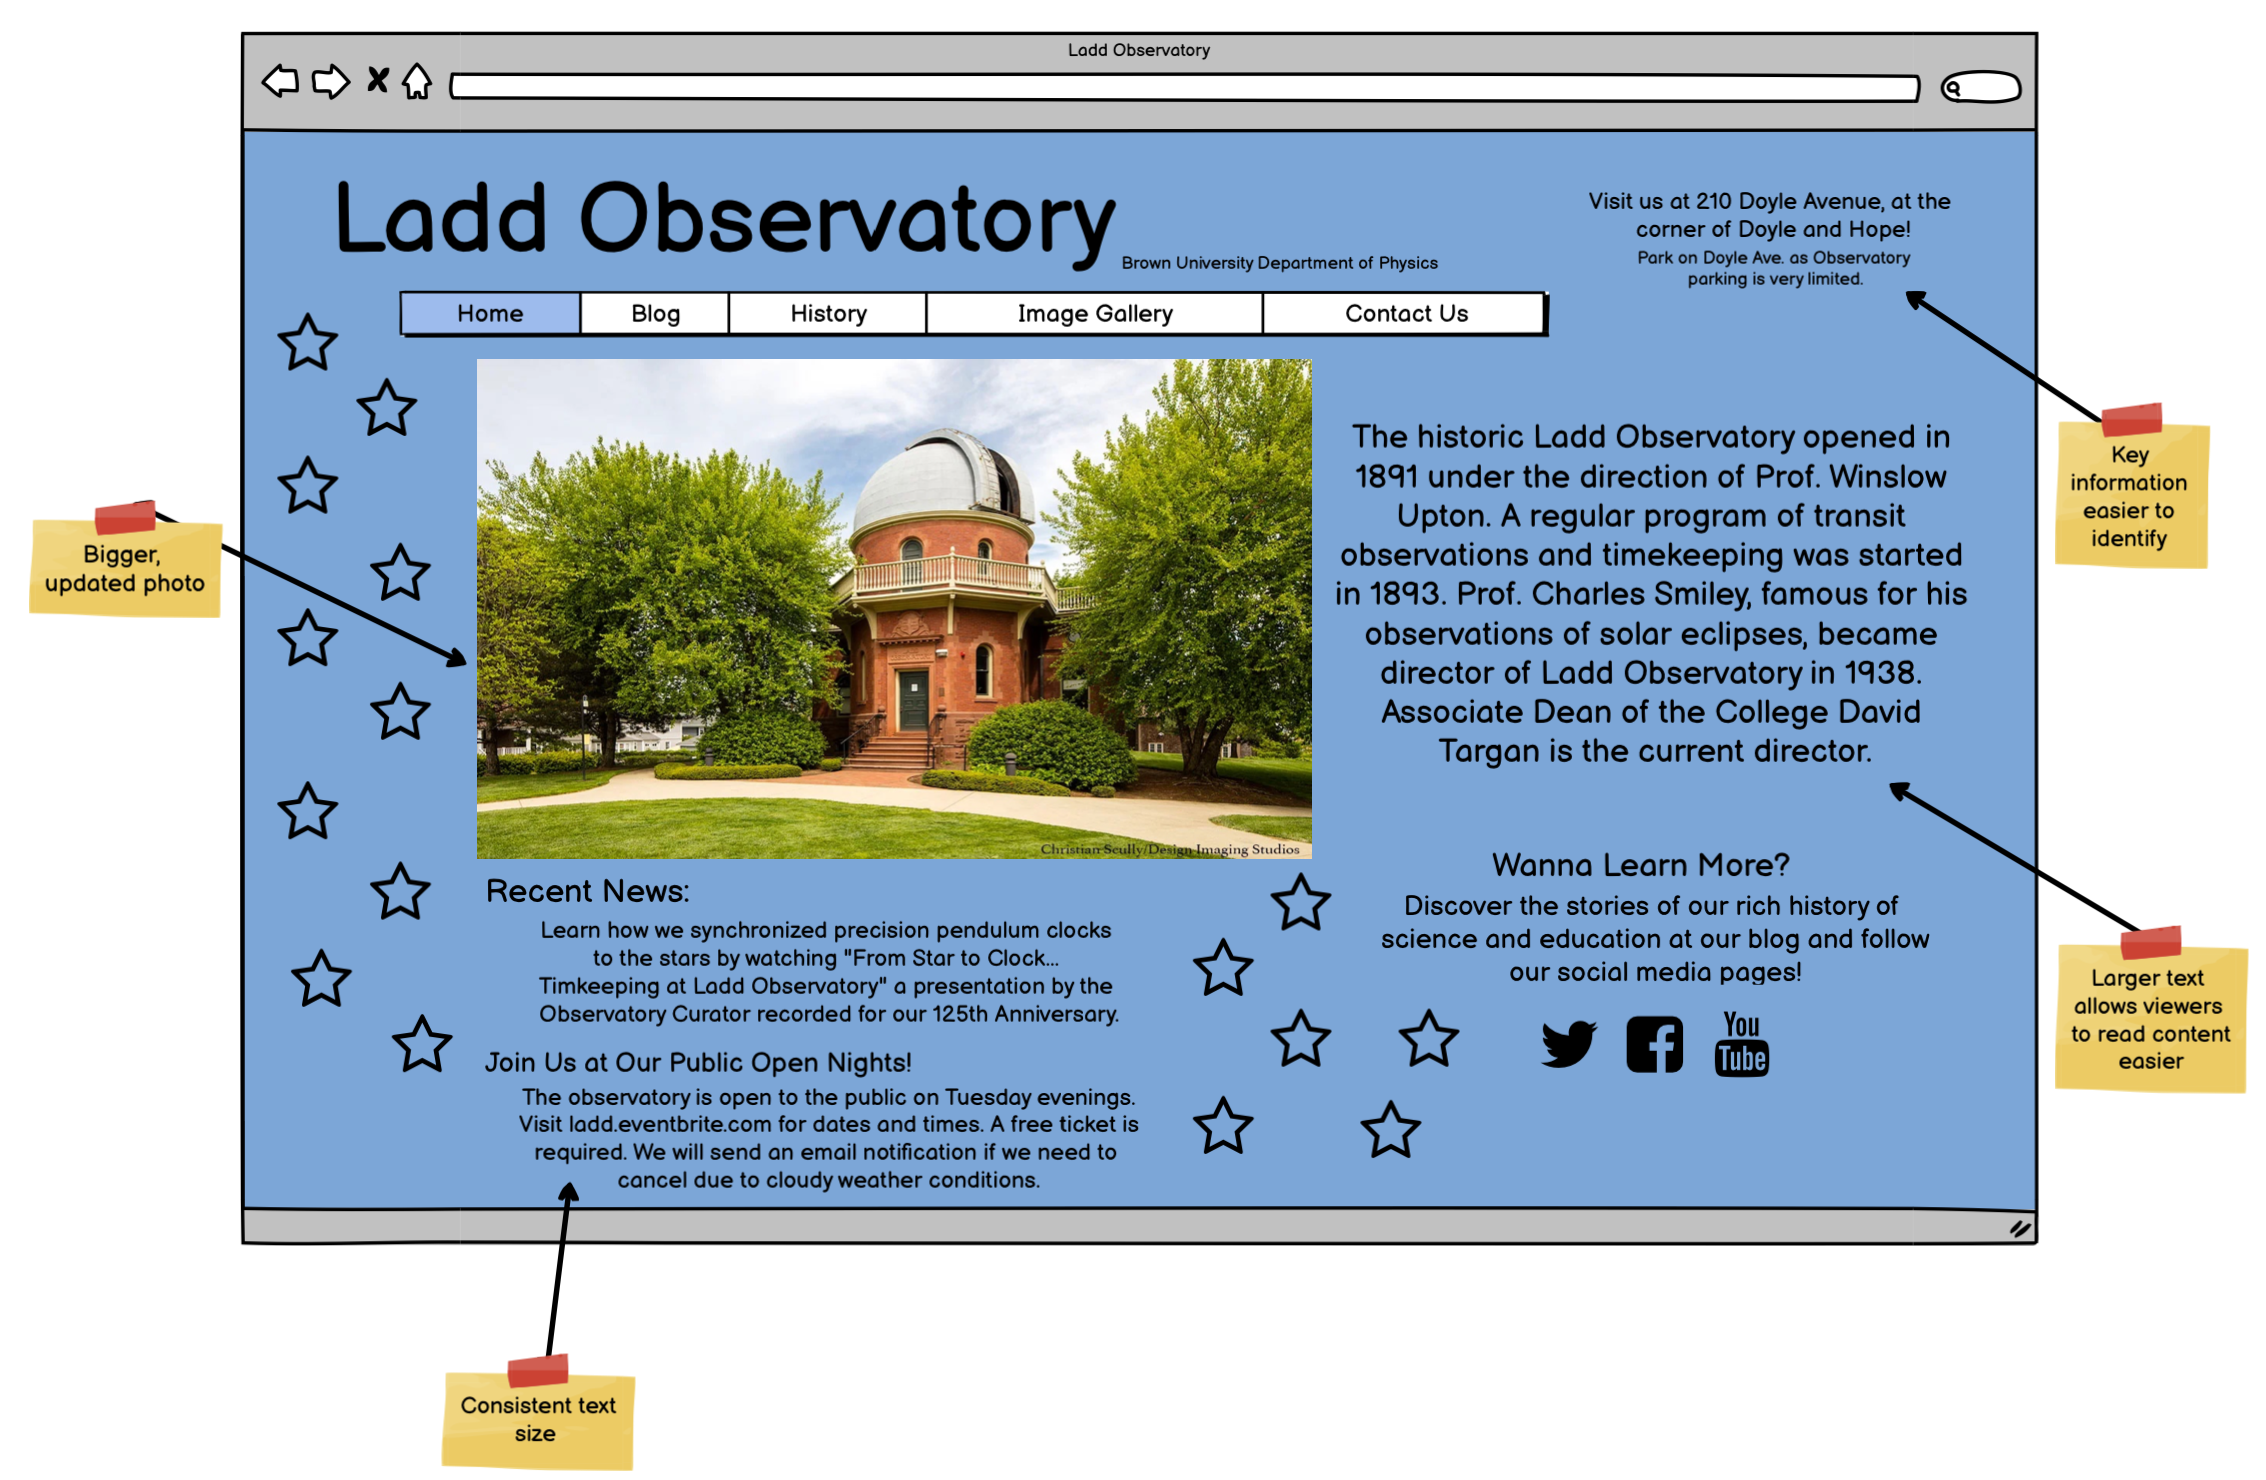 Ladd Observatory
Ladd Observatory
Brown University Department of Physics
Visit us at 210 Doyle Avenue, at the
corner of Doyle and Hope!
Park on Doyle Ave. as Observatory
parking is very limited.
Home
Blog
History
Image Gallery
Contact Us
Key
information
easier to
identify
Bigger,
updated photo
The historic Ladd Observatory opened in
1891 under the direction of Prof. Winslow
Upton. A regular program of transit
observations and timekeeping was started
in 1893. Prof. Charles Smiley, famous for his
observations of solar eclipses, became
director of Ladd Observatory in 1938.
Associate Dean of the College David
Targan is the current director.
Christian Scully/Design Imaging Studios
Recent News:
Learn how we synchronized precision pendulum clocks
to the stars by watching "From Star to Clock...
Timkeeping at Ladd Observatory" a presentation by the
Observatory Curator recorded for our 125th Anniversary.
Join Us at Our Public Open Nights!
The observatory is open to the public on Tuesday evenings.
Visit ladd.eventbrite.com for dates and times. A free ticket is
required. We will send an email notification if we need to
cancel due to cloudy weather conditions.
Wanna Learn More?
Discover the stories of our rich history of
science and education at our blog and follow
our social media pages!
You
Tube
Larger text
allows viewers
to read content
easier
Consistent text
size